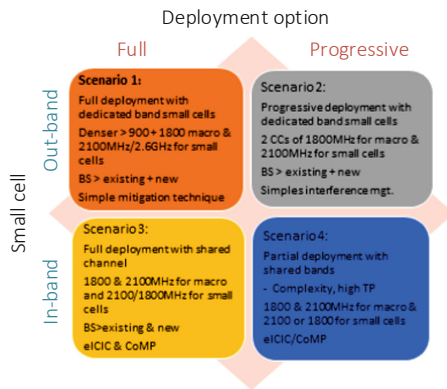 Deployment option
Full
Progressive
Small cell
Out-band
In-band
Scenario 1:
Full deployment with
dedicated band small cells
Denser > 900 + 1800 macro &
2100MHz/2.6GHz for small
cells
BS > existing + new
Simple mitigation technique
Scenario 2:
Progressive deployment with
dedicated band small cells
2 CCs of 1800MHz for macro &
2100MHz for small cells
BS > existing + new
Simples interference mgt.
Scenario 3:
Full deployment with shared
channel
1800 & 2100MHz for macro
and 2100/1800MHz for small
cells
BS>existing & new
eICIC & CoMP
Scenario 4:
Partial deployment with
shared bands
- Complexity, high TP
1800 & 2100MHz for macro &
2100 or 1800 for small cells
eICIC/CoMP